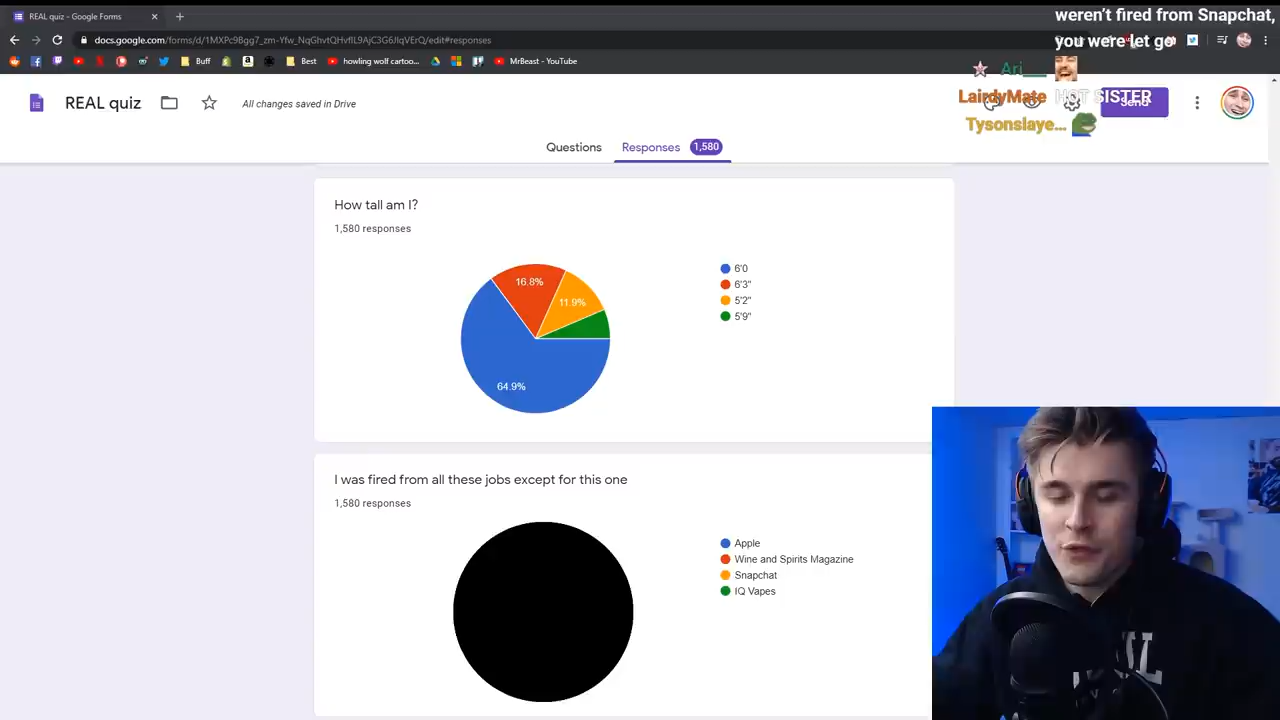 REAL quiz - Google Forms
weren't fired from Snapchat,
you were let go
docs.google.com/forms/d/1MXPc9Bgg7_zm-Yfw_NqGhvtQHvflL9AjC3G6JlqVErQ/edit#responses
Buff
Best
howling wolf cartoo...
MrBeast - YouTube
Ari__
LairdyMate HOT SISTER
Tysonslaye...
REAL quiz
All changes saved in Drive
Send
Questions
Responses
1,580
How tall am I?
1,580 responses
16.8%
11.9%
64.9%
6'0
6'3"
5'2"
5'9"
I was fired from all these jobs except for this one
1,580 responses
Apple
Wine and Spirits Magazine
Snapchat
IQ Vapes